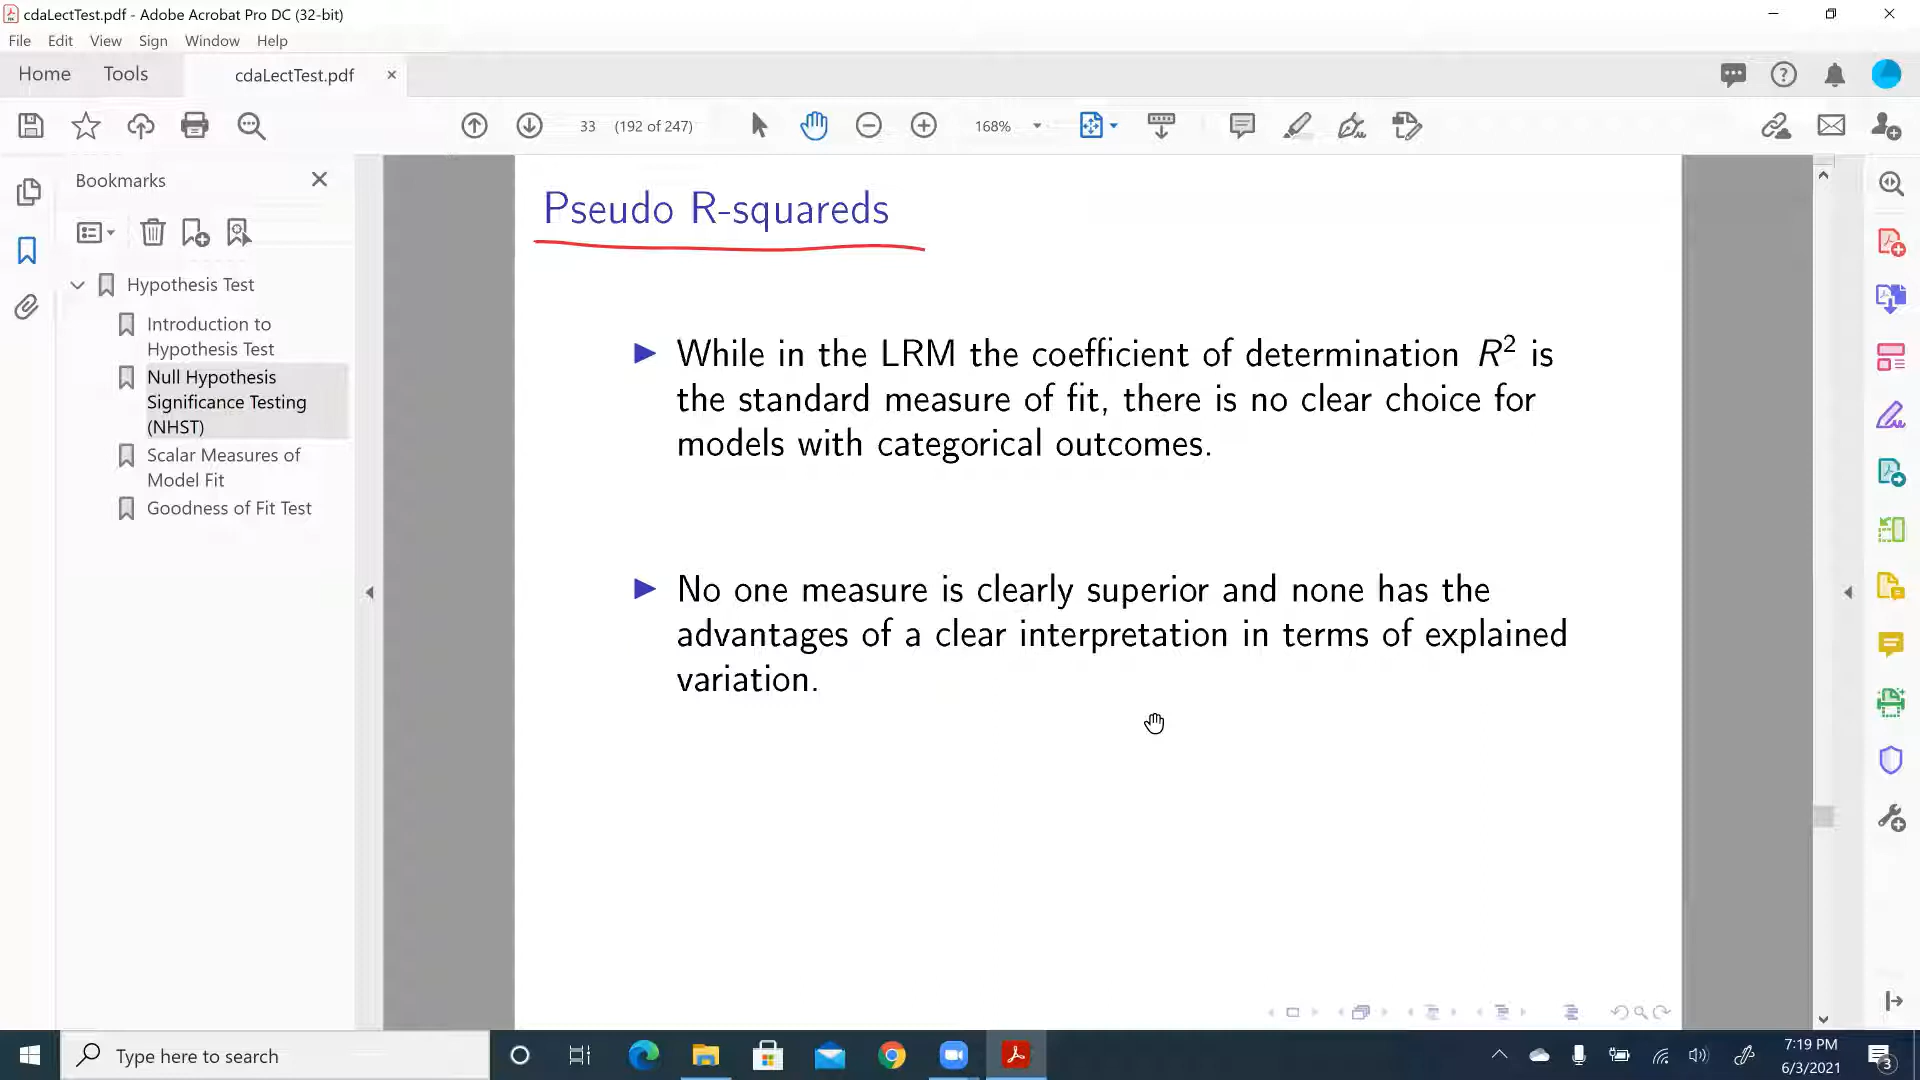 cdaLectTest.pdf - Adobe Acrobat Pro DC (32-bit)
File Edit View Sign Window Help
Home Tools cdaLectTest.pdf
33 (192 of 247) 168%
Bookmarks
Hypothesis Test
Introduction to
Hypothesis Test
Null Hypothesis
Significance Testing
(NHST)
Scalar Measures of
Model Fit
Goodness of Fit Test
Pseudo R-squareds
While in the LRM the coefficient of determination R² is
the standard measure of fit, there is no clear choice for
models with categorical outcomes.
No one measure is clearly superior and none has the
advantages of a clear interpretation in terms of explained
variation.
Type here to search
7:19 PM
6/3/2021
3